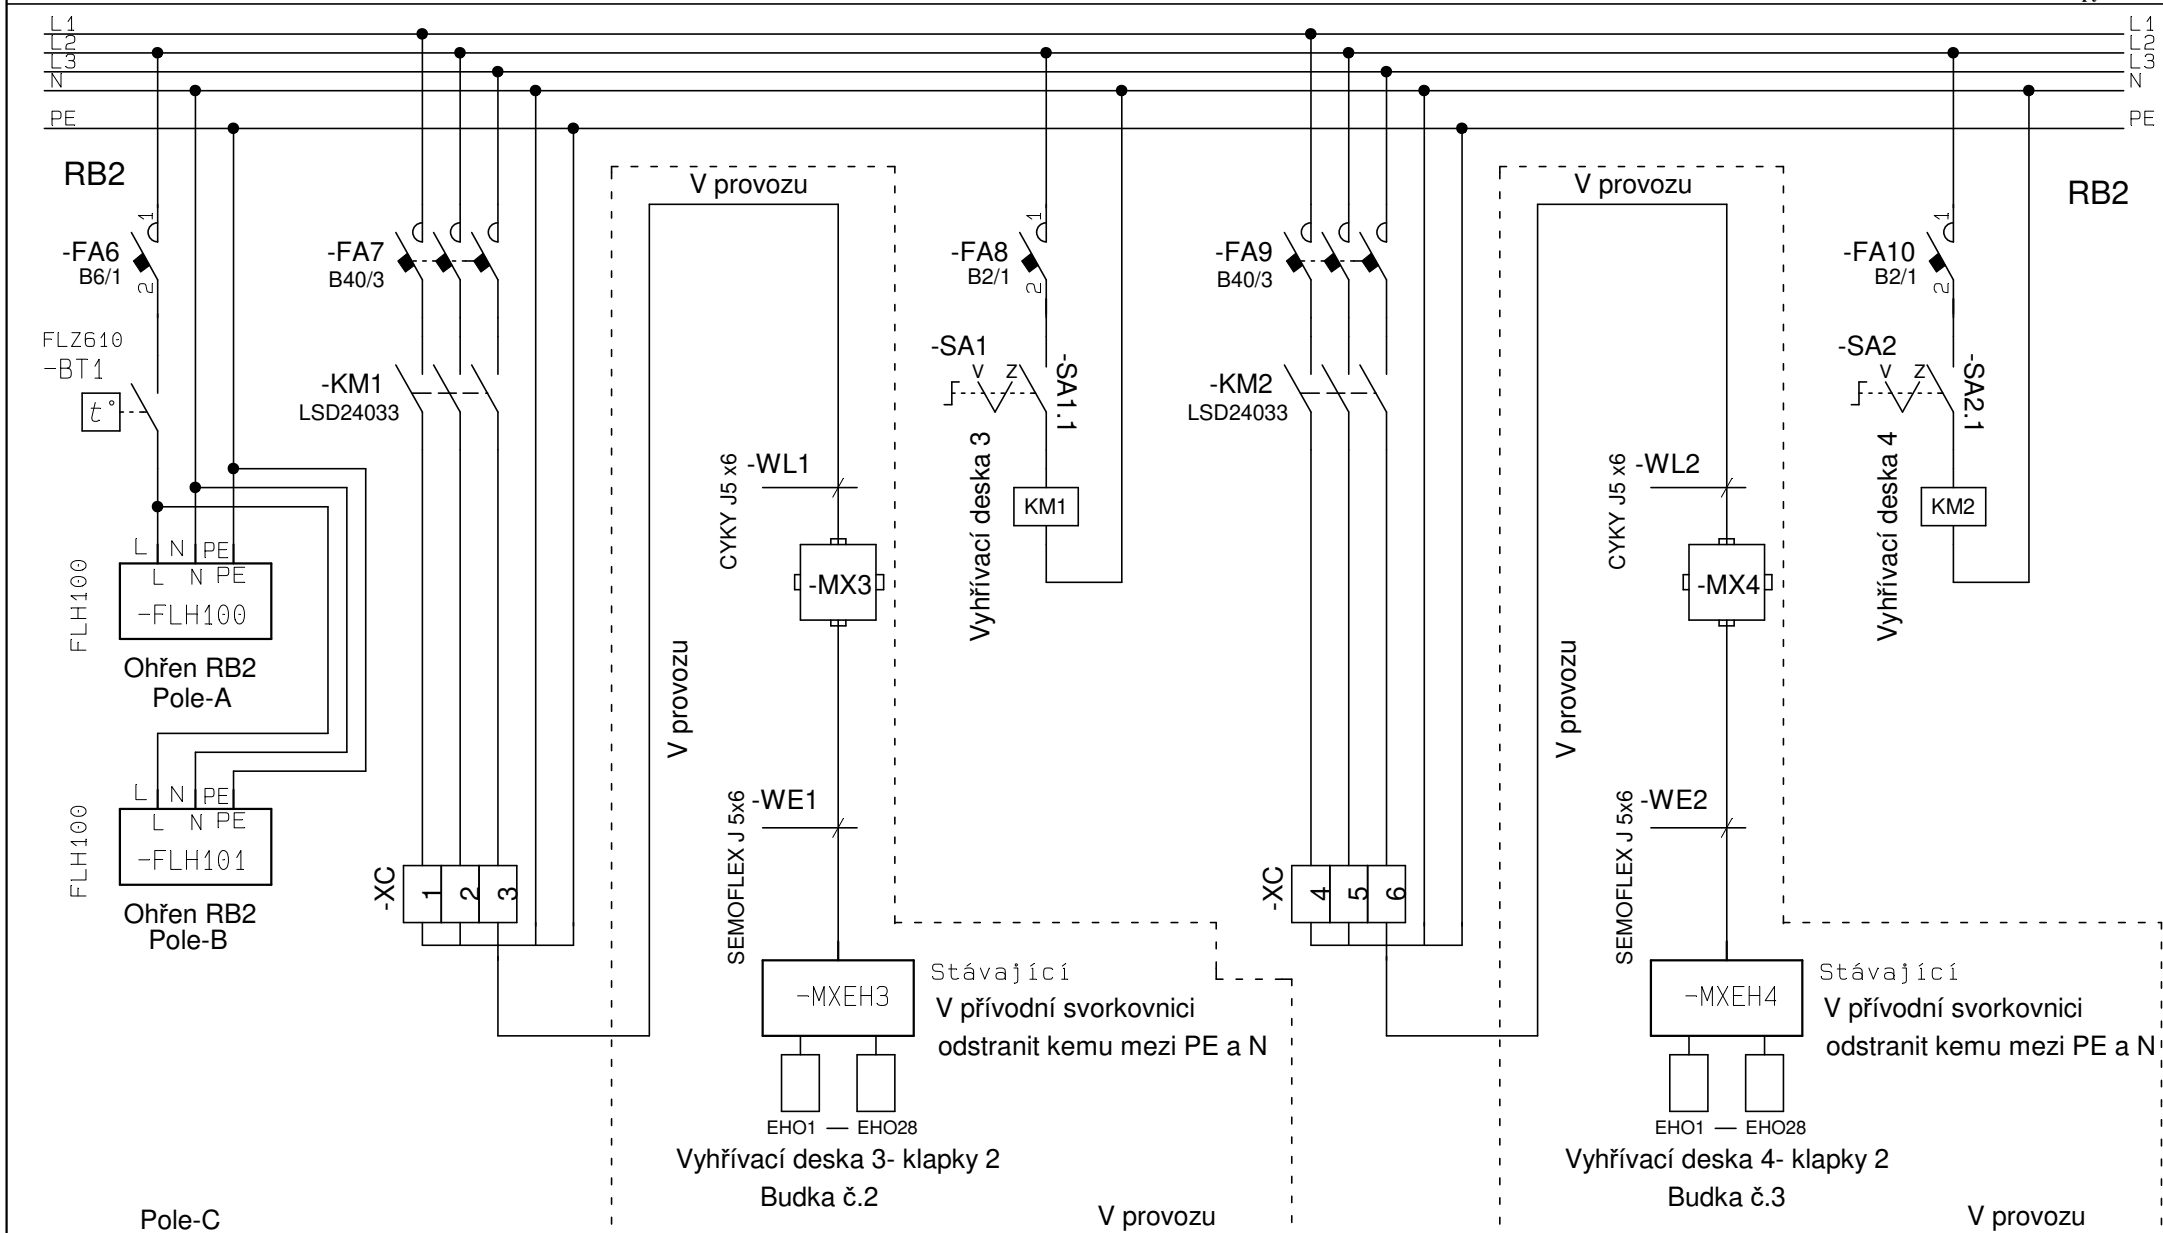 L1
L2
L3
N
PE
L1
L2
L3
N
PE
RB2
RB2
V provozu
V provozu
-FA6
B6/1
1
2
-FA7
B40/3
-FA8
B2/1
1
2
-FA9
B40/3
-FA10
B2/1
1
2
FLZ610
-BT1
t°
-KM1
LSD24033
-SA1
V Z
-SA1.1
-KM2
LSD24033
-SA2
V Z
-SA2.1
CYKY J5 x6
-WL1
Vyhřívací deska 3
KM1
CYKY J5 x6
-WL2
Vyhřívací deska 4
KM2
L N PE
L N PE
FLH100
-FLH100
Ohřen RB2
Pole-A
-MX3
-MX4
V provozu
V provozu
L N PE
L N PE
FLH100
-FLH101
Ohřen RB2
Pole-B
-XC
1 2 3
SEMOFLEX J 5x6
-WE1
-XC
4 5 6
SEMOFLEX J 5x6
-WE2
-MXEH3
Stávající
V přívodní svorkovnici
odstranit kemu mezi PE a N
-MXEH4
Stávající
V přívodní svorkovnici
odstranit kemu mezi PE a N
EHO1 — EHO28
Vyhřívací deska 3- klapky 2
Budka č.2
EHO1 — EHO28
Vyhřívací deska 4- klapky 2
Budka č.3
Pole-C
V provozu
V provozu